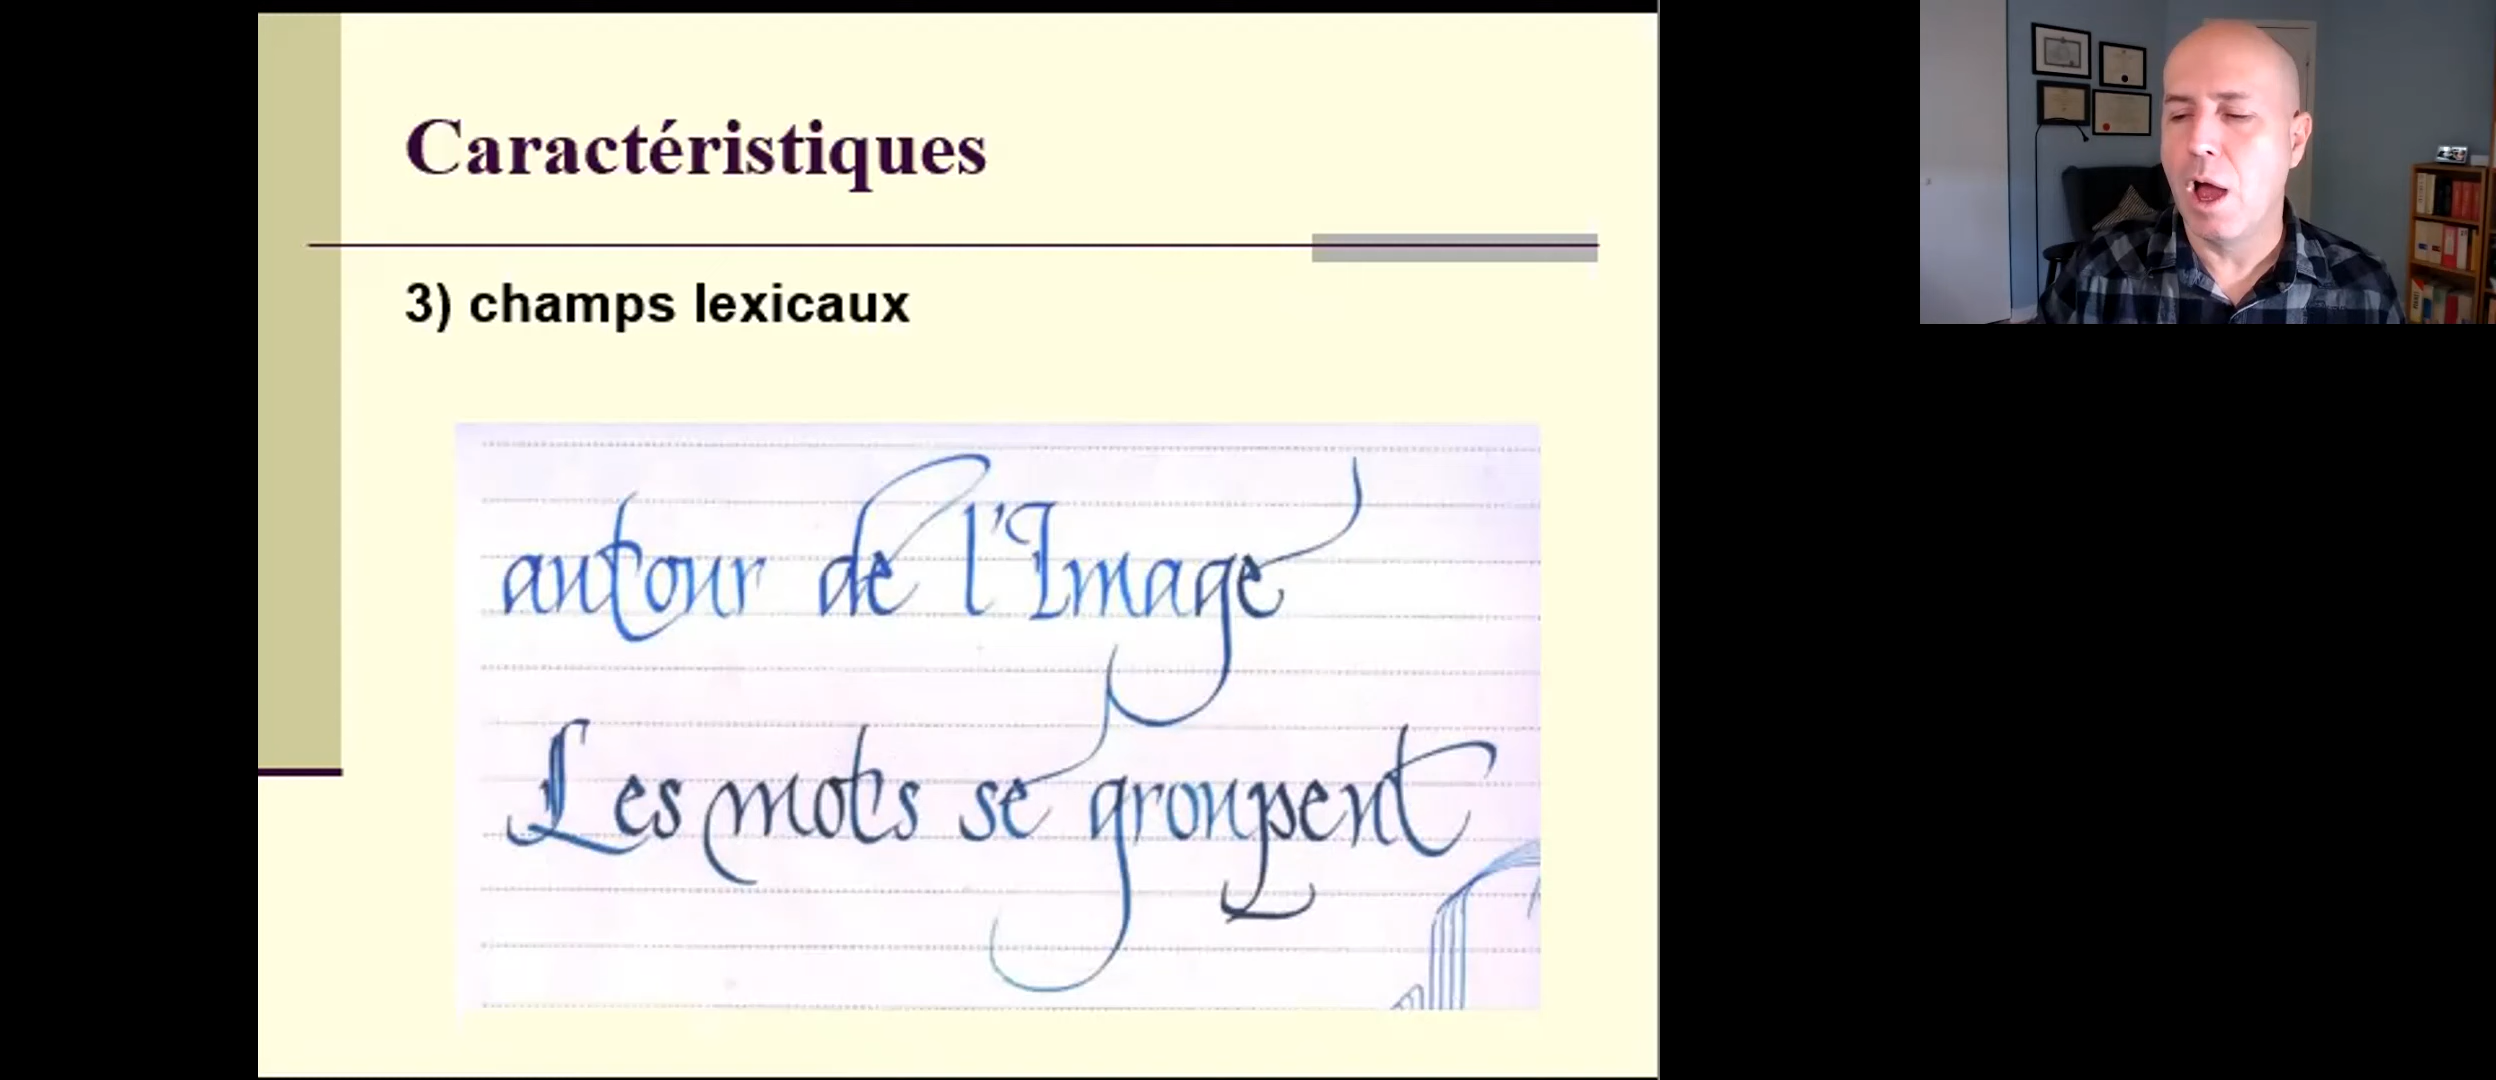 Caractéristiques
3) champs lexicaux
autour de l'Image
Les mots se groupent